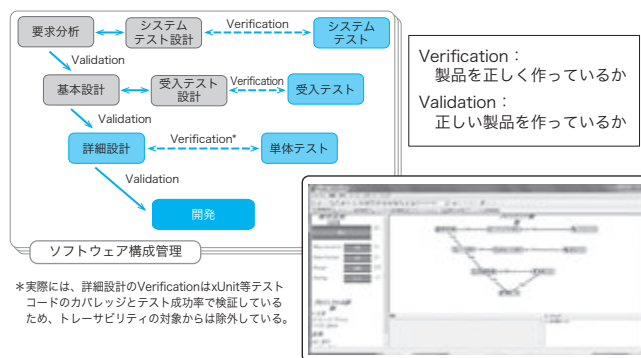 要求分析
システム
テスト設計
Verification
システム
テスト
Validation
基本設計
受入テスト
設計
Verification
受入テスト
Validation
詳細設計
Verification*
単体テスト
Validation
開発
ソフトウェア構成管理
Verification：
製品を正しく作っているか
Validation：
正しい製品を作っているか
＊実際には、詳細設計のVerificationはxUnit等テスト
コードのカバレッジとテスト成功率で検証している
ため、トレーサビリティの対象からは除外している。